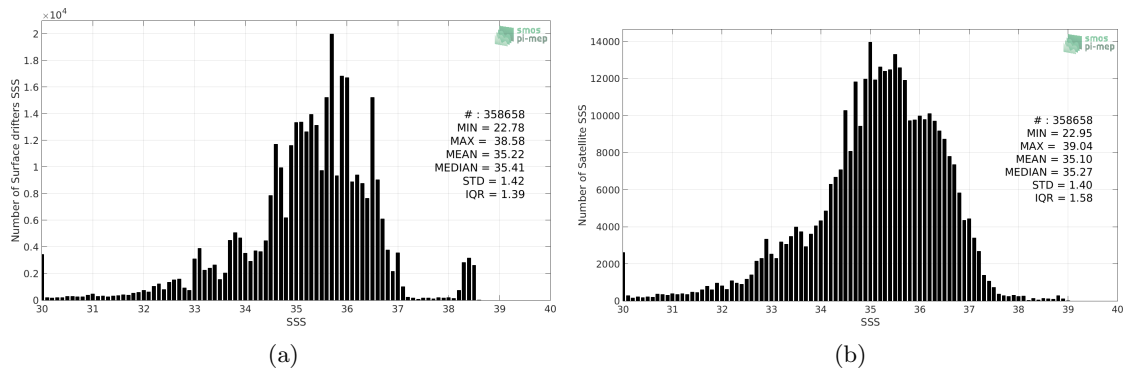 ×10⁴
2
1.8
1.6
1.4
1.2
1
0.8
0.6
0.4
0.2
0
Number of Surface drifters SSS
30 31 32 33 34 35 36 37 38 39 40
SSS
smos
pi-mep
# : 358658
MIN = 22.78
MAX = 38.58
MEAN = 35.22
MEDIAN = 35.41
STD = 1.42
IQR = 1.39
(a)
14000
12000
10000
8000
6000
4000
2000
0
Number of Satellite SSS
30 31 32 33 34 35 36 37 38 39 40
SSS
smos
pi-mep
# : 358658
MIN = 22.95
MAX = 39.04
MEAN = 35.10
MEDIAN = 35.27
STD = 1.40
IQR = 1.58
(b)